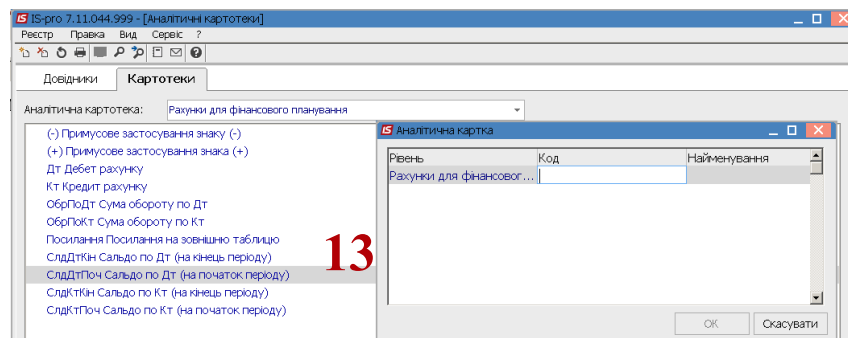 IS-pro 7.11.044.999 - [Аналітичні картотеки]
Реєстр Правка Вид Сервіс ?
Довідники Картотеки
Аналітична картотека: Рахунки для фінансового планування
(-) Примусове застосування знаку (-)
(+) Примусове застосування знака (+)
Дт Дебет рахунку
Кт Кредит рахунку
ОбрПоДт Сума обороту по Дт
ОбрПоКт Сума обороту по Кт
Посилання Посилання на зовнішню таблицю
СлдДтКін Сальдо по Дт (на кінець періоду)
СлдДтПоч Сальдо по Дт (на початок періоду)
СлдКтКін Сальдо по Кт (на кінець періоду)
СлдКтПоч Сальдо по Кт (на початок періоду)
13
Аналітична картка
Рівень Код Найменування
Рахунки для фінансовог...
OK Скасувати